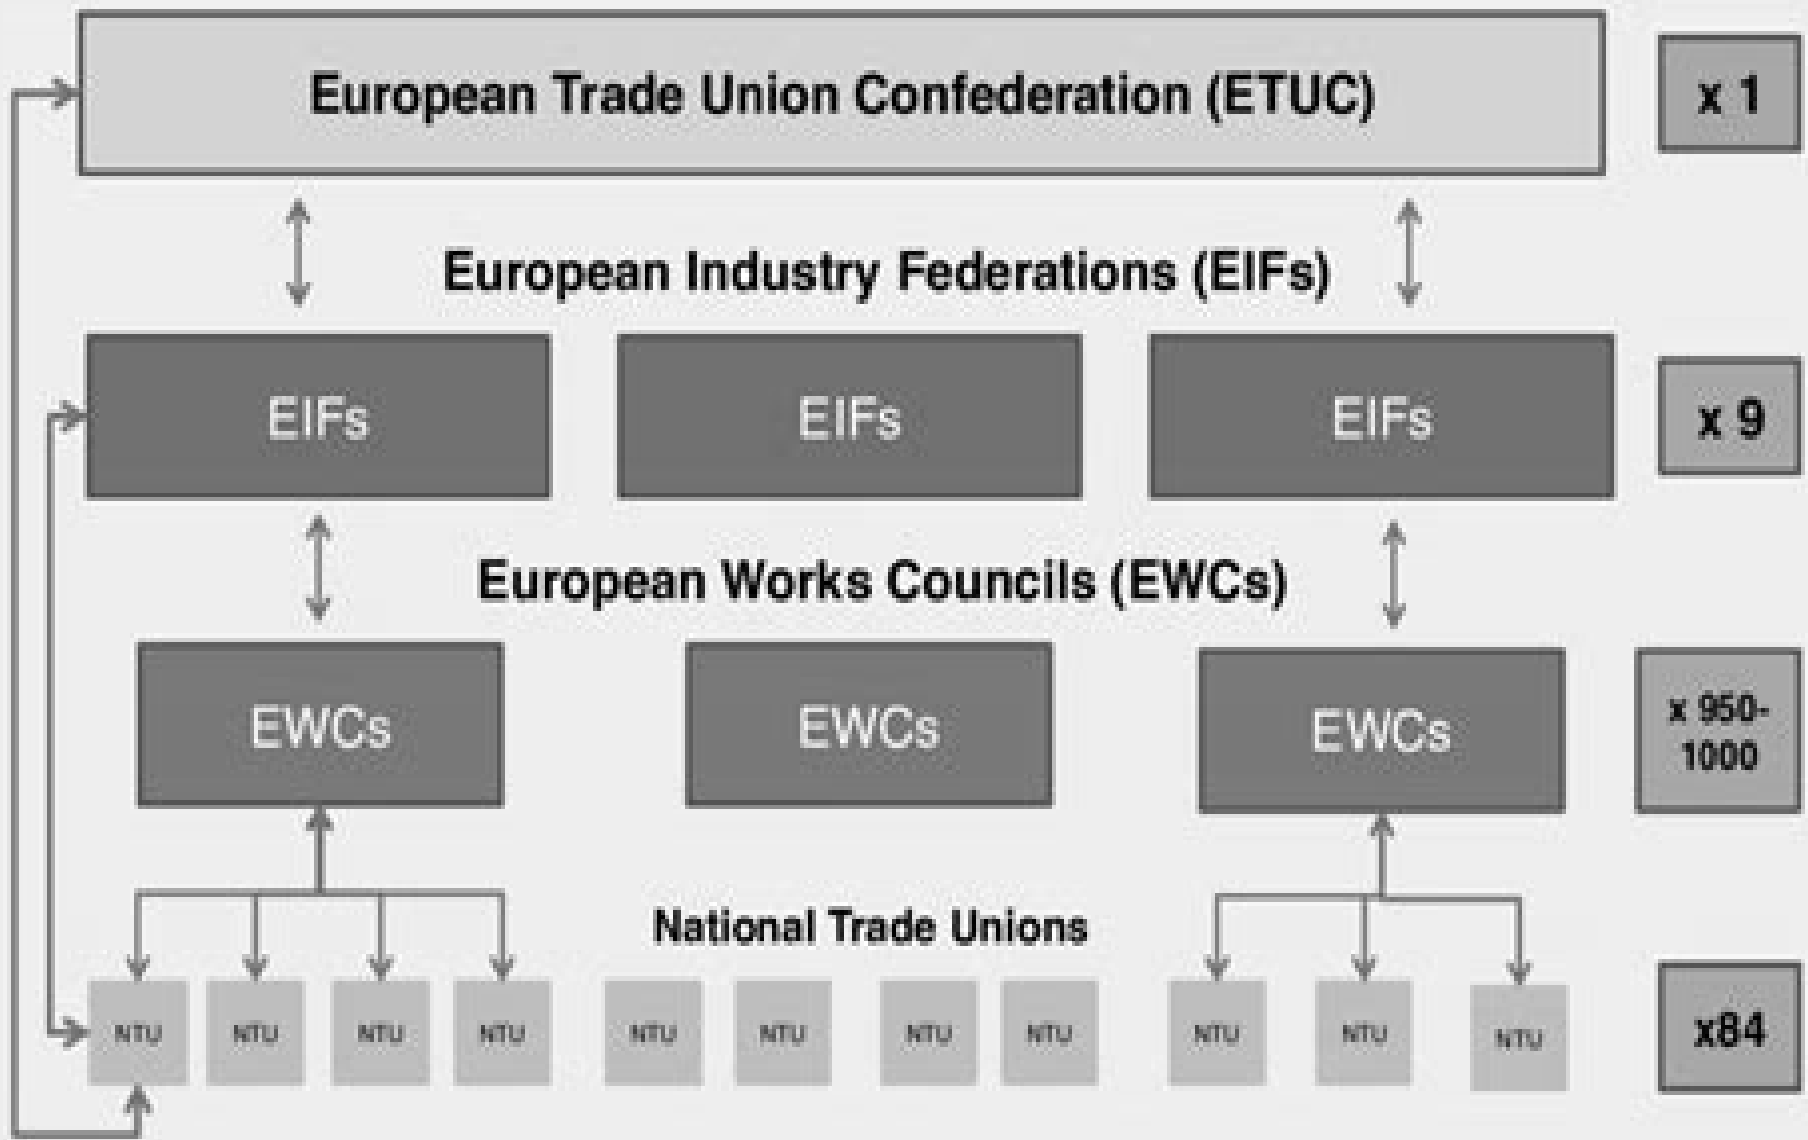 European Trade Union Confederation (ETUC)
x 1
European Industry Federations (EIFs)
EIFs
EIFs
EIFs
x 9
European Works Councils (EWCs)
EWCs
EWCs
EWCs
x 950-
1000
National Trade Unions
NTU
NTU
NTU
NTU
NTU
NTU
NTU
NTU
NTU
NTU
NTU
x84